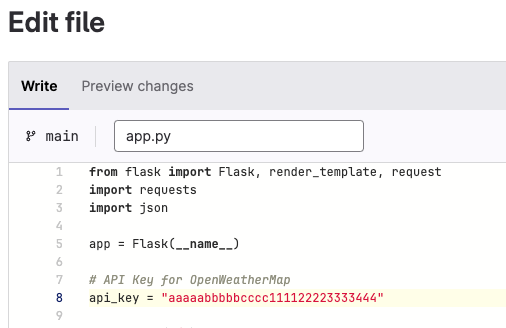 Edit file
Write Preview changes
main app.py
1 from flask import Flask, render_template, request
2 import requests
3 import json
4
5 app = Flask(__name__)
6
7 # API Key for OpenWeatherMap
8 api_key = "aaaaabbbbbcccc111122223333444"
9